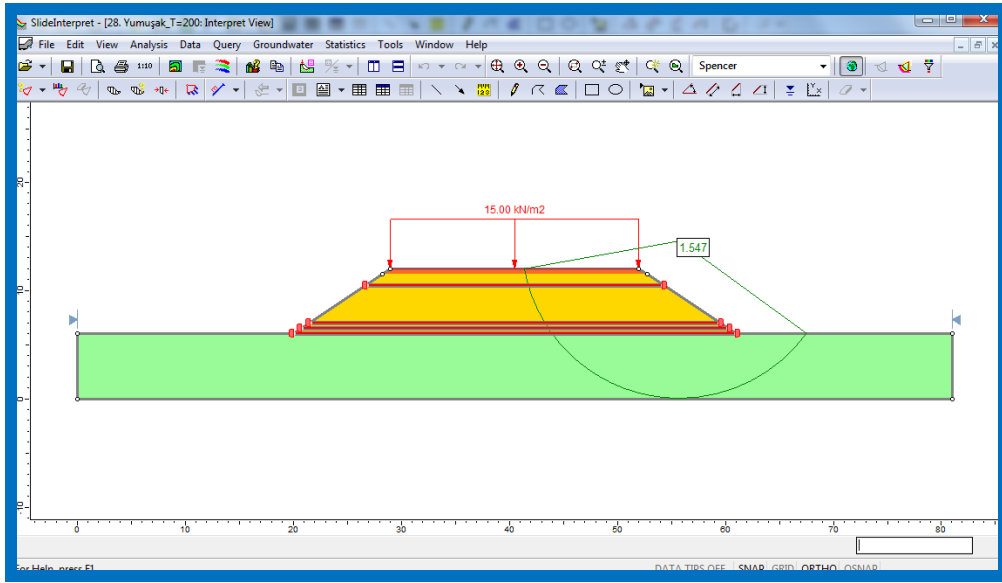 SlideInterpret - [28. Yumuşak_T=200: Interpret View]
File Edit View Analysis Data Query Groundwater Statistics Tools Window Help
1:10 Spencer
123
20
15.00 kN/m2
1.547
10
0
-10
0 10 20 30 40 50 60 70 80
For Help, press F1 DATA TIPS OFF SNAP GRID ORTHO OSNAP